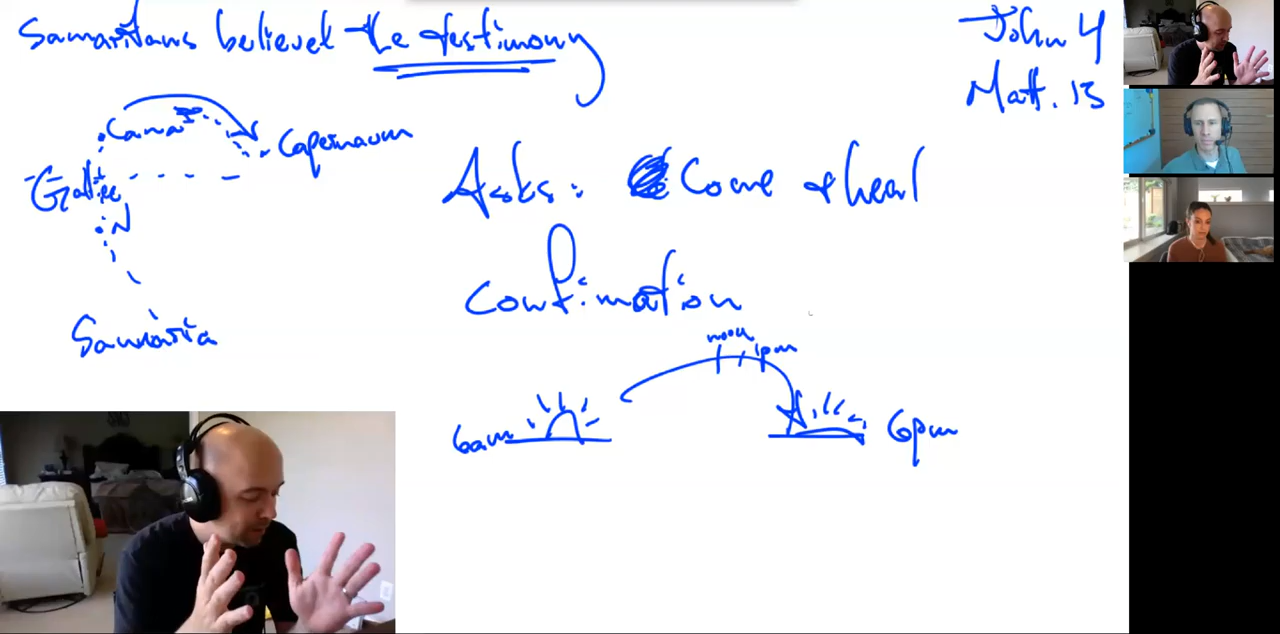 Samaritans believed the testimony
John 4
Matt. 13
Cana
Capernaum
Galilee
N
Asks: Come & heal
Samaria
Confirmation
noon
1pm
6am
6pm